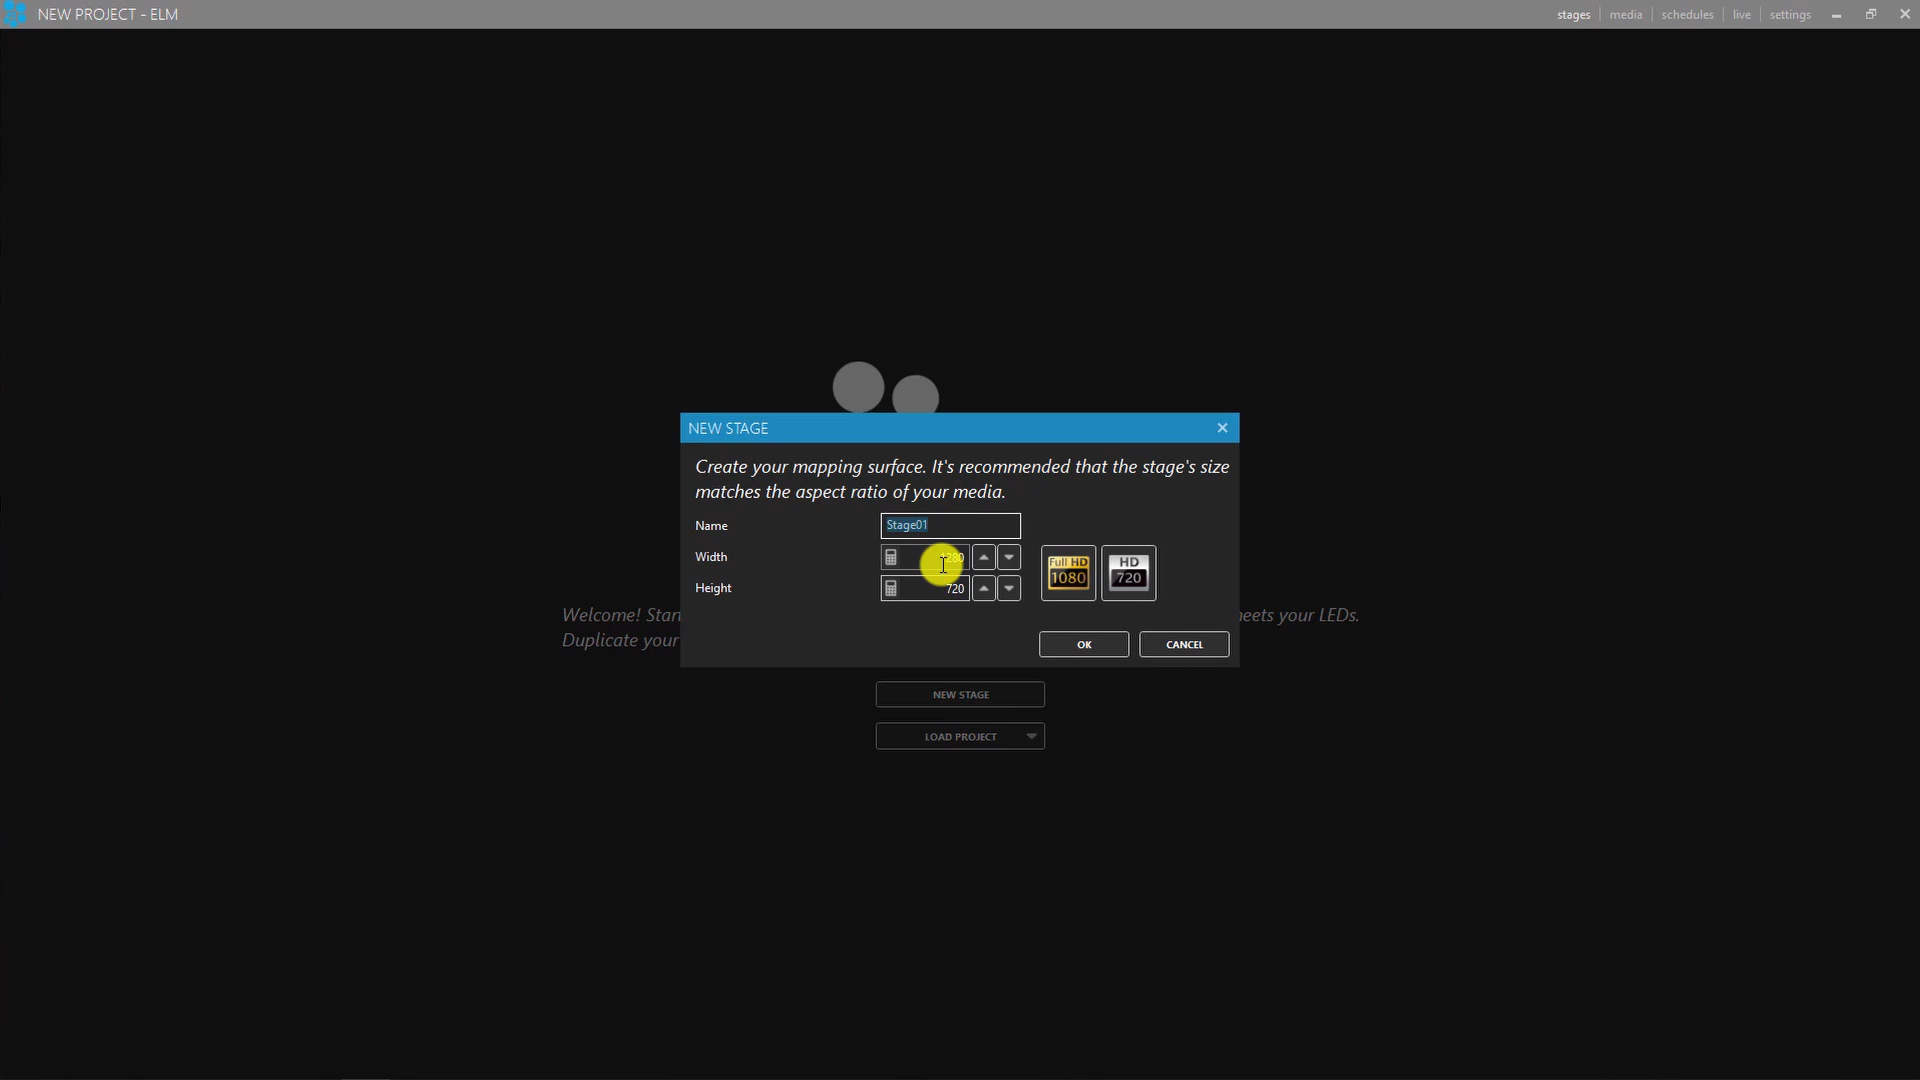 NEW PROJECT - ELM
stages
media
schedules
live
settings
NEW STAGE
Create your mapping surface. It's recommended that the stage's size
matches the aspect ratio of your media.
Name
Stage01
Width
1280
Full HD
1080
HD
720
Height
720
Welcome! Star
eets your LEDs.
Duplicate your
OK
CANCEL
NEW STAGE
LOAD PROJECT